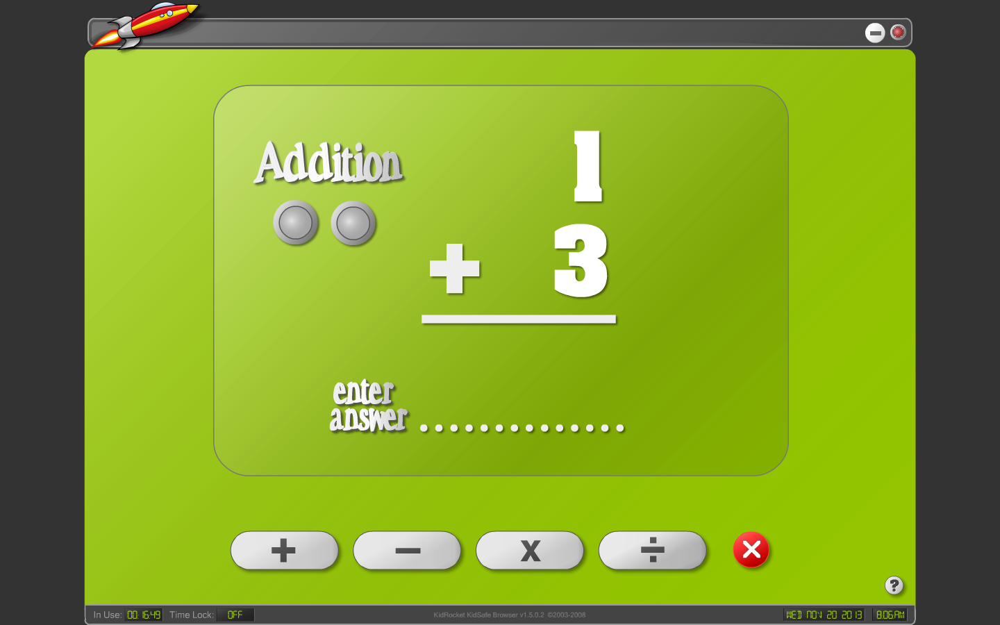 Addition
1
+ 3
enter
answer ..............
+ − x ÷ X
?
In Use: 00:16:49 Time Lock: OFF KidRocket KidSafe Browser v1.5.0.2 ©2003-2008 WED NOV 20 2013 8:06AM